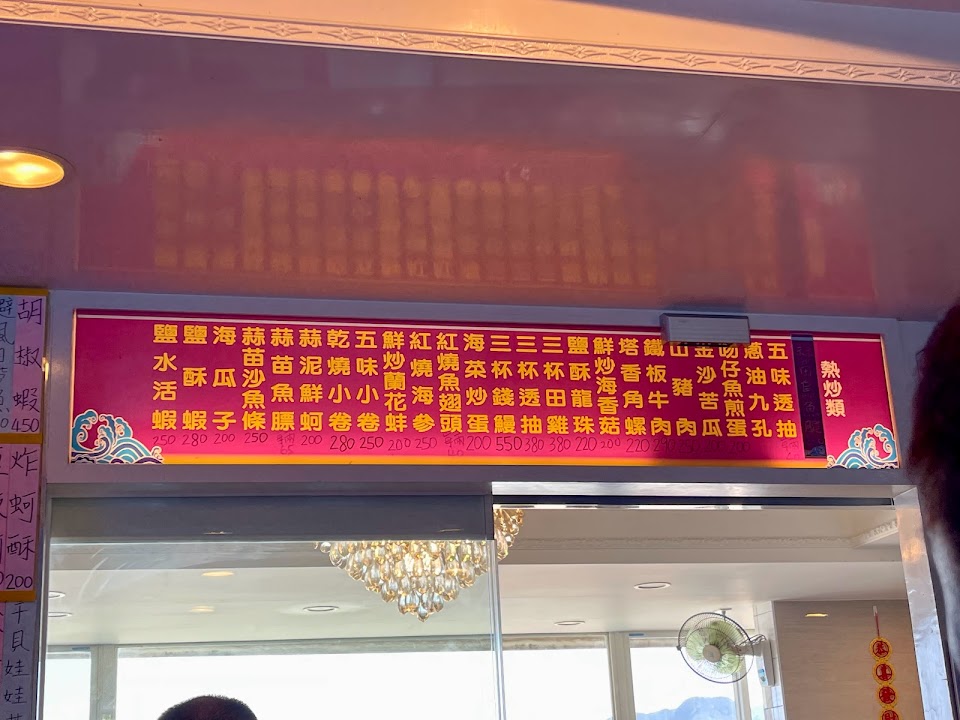 熱炒類
五味透抽
蔥油九孔
吻仔魚煎蛋
金沙苦瓜
山豬肉
鐵板牛肉
塔香角螺 220
鮮炒海香菇 200
鹽酥龍珠 220
三杯田雞 380
三杯透抽 380
三杯錢鰻 550
海菜炒蛋 200
紅燒魚翅頭
紅燒海參 250
鮮炒蘭花蚌 200
五味小卷 250
乾燒小卷 280
蒜泥鮮蚵 200
蒜苗魚膘
蒜苗沙魚條 250
海瓜子 200
鹽酥蝦 280
鹽水活蝦 250
胡椒蝦 450
炸蚵酥 200
貝娃娃